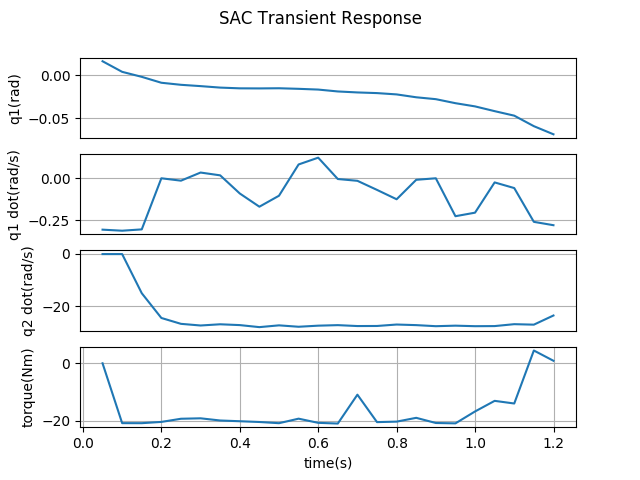 SAC Transient Response
q1(rad)
0.00
−0.05
q1 dot(rad/s)
0.00
−0.25
q2 dot(rad/s)
0
−20
torque(Nm)
0
−20
0.0 0.2 0.4 0.6 0.8 1.0 1.2
time(s)